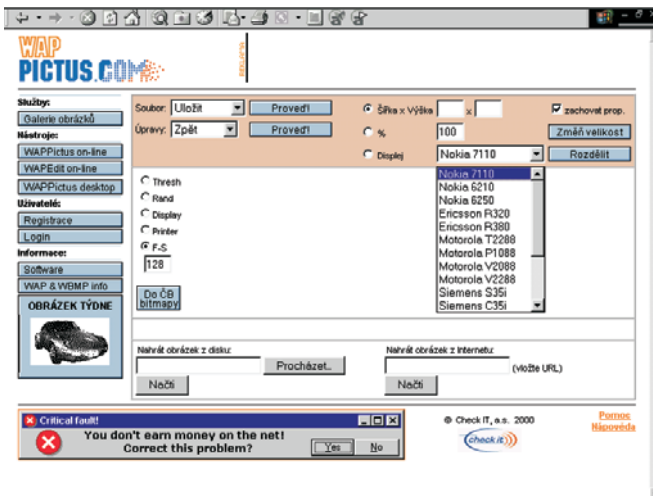 WAP
PICTUS.COM
REKLAMA
Služby:
Galerie obrázků
Nástroje:
WAPPictus on-line
WAPEdit on-line
WAPPictus desktop
Uživatelé:
Registrace
Login
Informace:
Software
WAP & WBMP info
OBRÁZEK TÝDNE
Soubor: Uložit Proveď!
Úpravy: Zpět Proveď!
Šířka x Výška x zachovat prop.
% 100 Změň velikost
Displej Nokia 7110 Rozdělit
Nokia 7110
Nokia 6210
Nokia 6250
Ericsson R320
Ericsson R380
Motorola T2288
Motorola P1088
Motorola V2088
Motorola V2288
Siemens S35i
Siemens C35i
Thresh
Rand
Display
Printer
F-S
128
Do ČB
bitmapy
Nahrát obrázek z disku:
Procházet...
Načti
Nahrát obrázek z Internetu:
(vložte URL)
Načti
Critical fault!
You don't earn money on the net!
Correct this problem?
Yes No
© Check IT, a.s. 2000
(check it)))
Pomoc
Nápověda